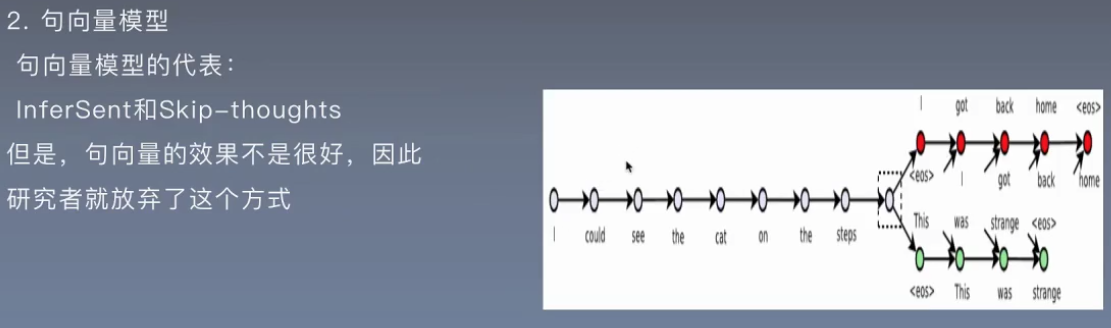 2. 句向量模型
句向量模型的代表：
InferSent和Skip-thoughts
但是，句向量的效果不是很好，因此
研究者就放弃了这个方式
I got back home <eos>
<eos> I got back home
I could see the cat on the steps
This was strange <eos>
<eos> This was strange